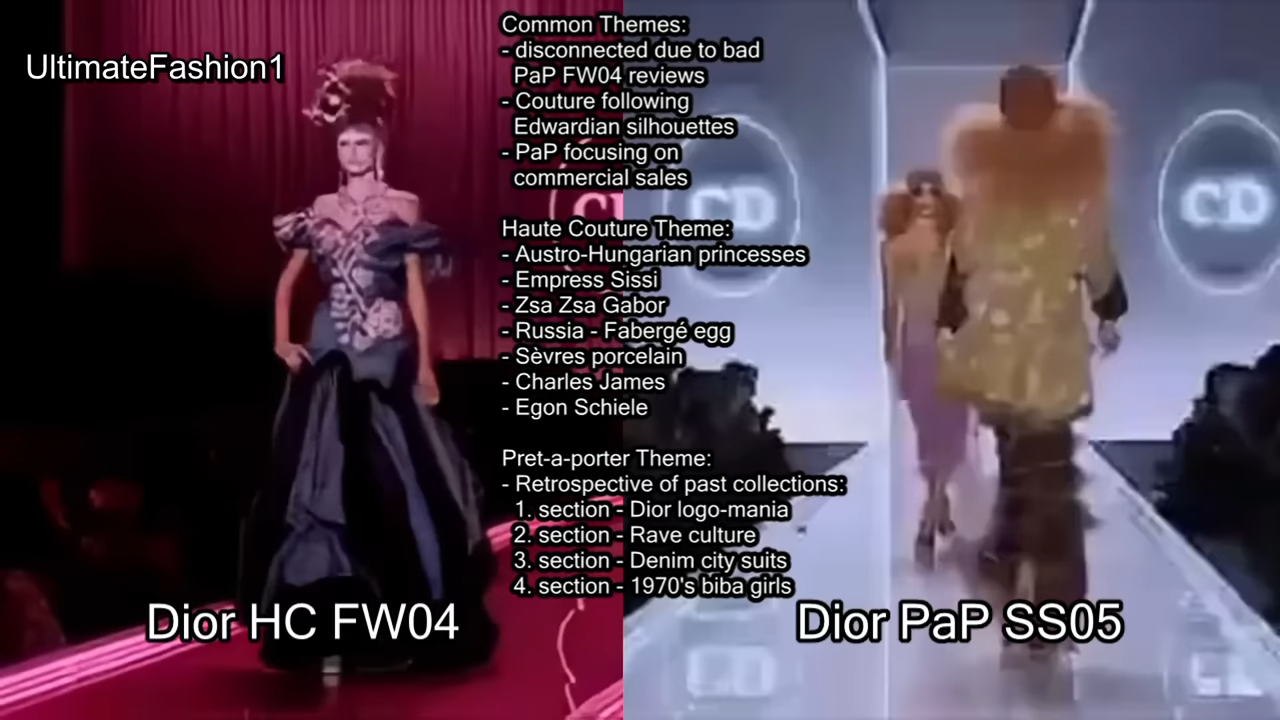 UltimateFashion1
Common Themes:
- disconnected due to bad
PaP FW04 reviews
- Couture following
Edwardian silhouettes
- PaP focusing on
commercial sales
Haute Couture Theme:
- Austro-Hungarian princesses
- Empress Sissi
- Zsa Zsa Gabor
- Russia - Fabergé egg
- Sèvres porcelain
- Charles James
- Egon Schiele
Pret-a-porter Theme:
- Retrospective of past collections:
1. section - Dior logo-mania
2. section - Rave culture
3. section - Denim city suits
4. section - 1970's biba girls
Dior HC FW04
Dior PaP SS05
CD
CD